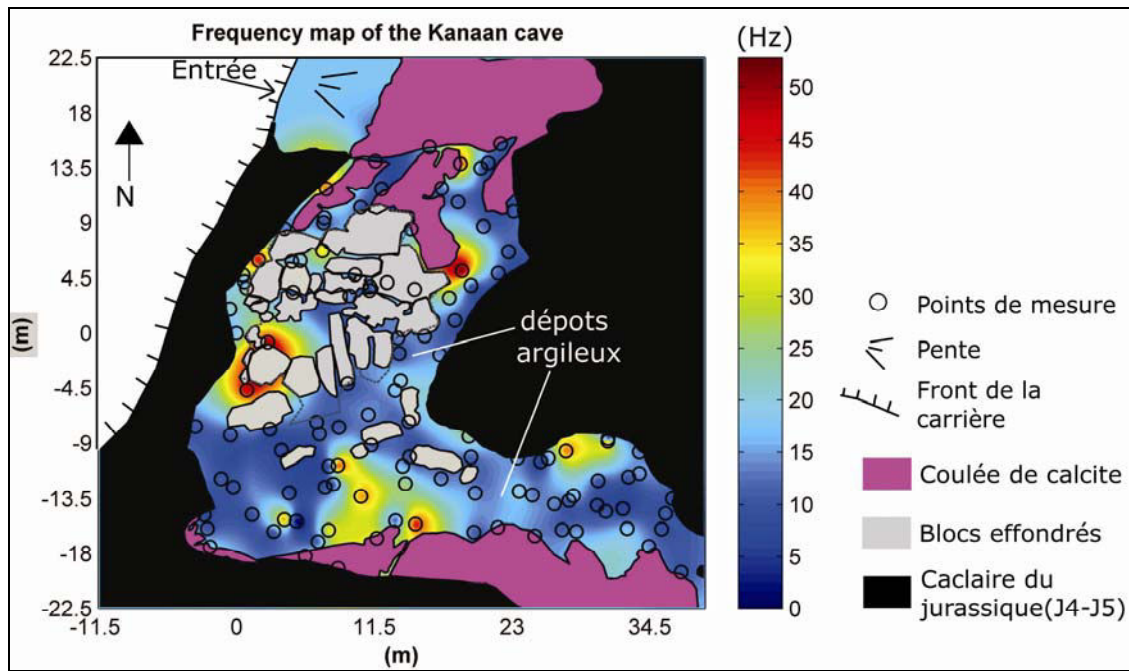 Frequency map of the Kanaan cave
(Hz)
Entrée
N
22.5
18
13.5
9
4.5
0
-4.5
-9
-13.5
-18
-22.5
(m)
-11.5
0
11.5
23
34.5
(m)
dépots
argileux
50
45
40
35
30
25
20
15
10
5
0
Points de mesure
Pente
Front de la
carrière
Coulée de calcite
Blocs effondrés
Caclaire du
jurassique(J4-J5)